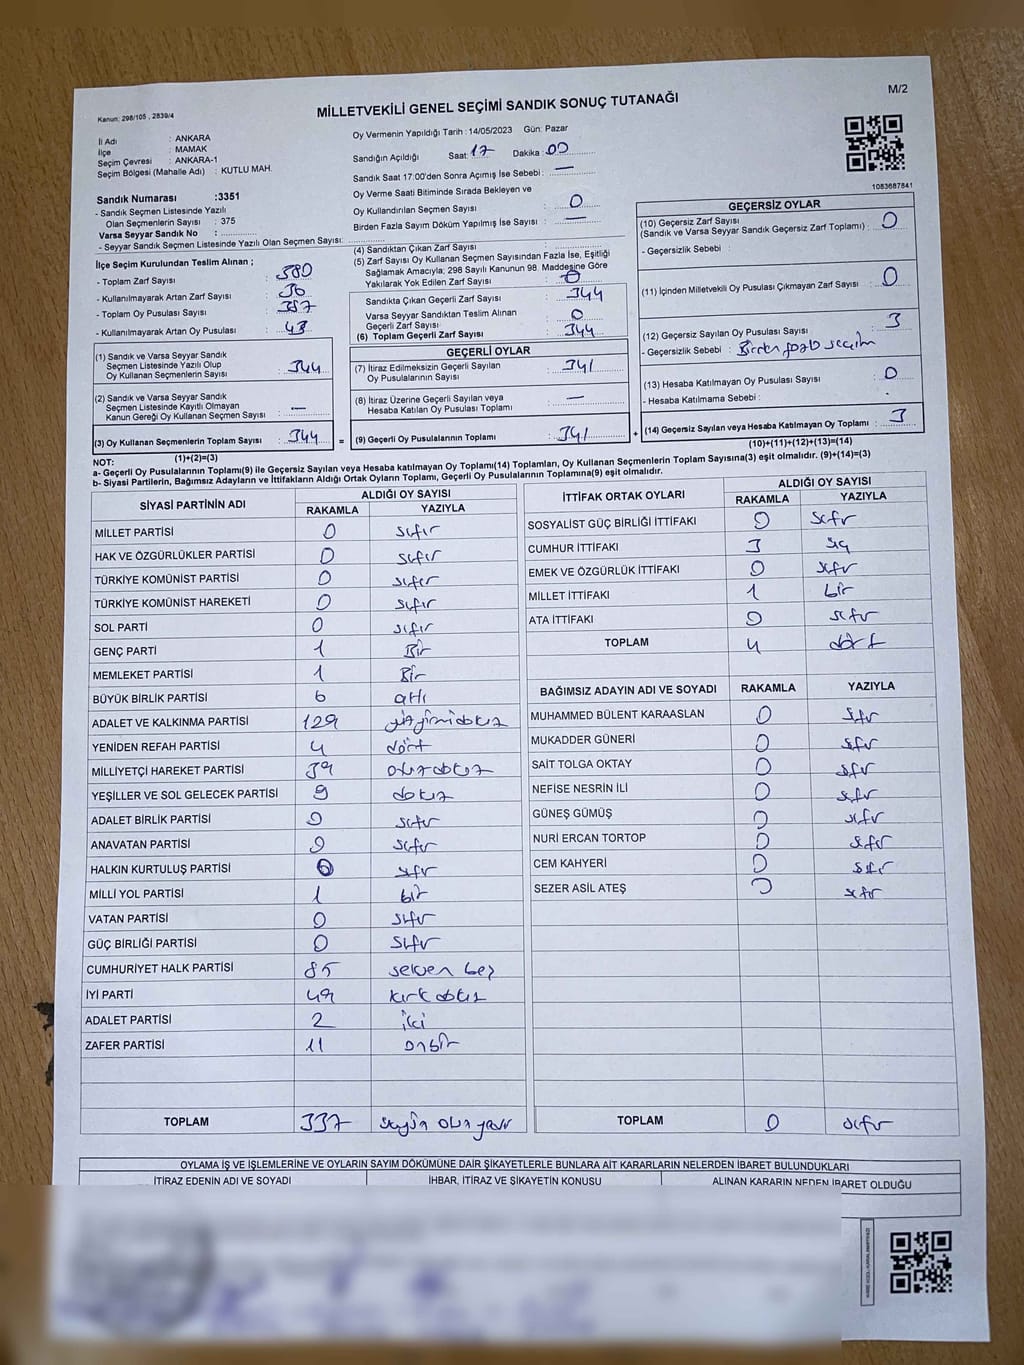 M/2
Kanun: 298/105 , 2839/4
MİLLETVEKİLİ GENEL SEÇİMİ SANDIK SONUÇ TUTANAĞI
İl Adı : ANKARA
İlçe : MAMAK
Seçim Çevresi : ANKARA-1
Seçim Bölgesi (Mahalle Adı) : KUTLU MAH.
Sandık Numarası :3351
- Sandık Seçmen Listesinde Yazılı
Olan Seçmenlerin Sayısı : 375
Varsa Seyyar Sandık No :
- Seyyar Sandık Seçmen Listesinde Yazılı Olan Seçmen Sayısı:
Oy Vermenin Yapıldığı Tarih : 14/05/2023 Gün: Pazar
Sandığın Açıldığı Saat: 17 Dakika : 00
Sandık Saat 17:00'den Sonra Açımış İse Sebebi : —
Oy Verme Saati Bitiminde Sırada Bekleyen ve
Oy Kullandırılan Seçmen Sayısı : 0
Birden Fazla Sayım Döküm Yapılmış İse Sayısı : —
1083687841
İlçe Seçim Kurulundan Teslim Alınan ;
- Toplam Zarf Sayısı : 380
- Kullanılmayarak Artan Zarf Sayısı : 36
- Toplam Oy Pusulası Sayısı : 387
- Kullanılmayarak Artan Oy Pusulası : 43
(1) Sandık ve Varsa Seyyar Sandık
Seçmen Listesinde Yazılı Olup
Oy Kullanan Seçmenlerin Sayısı : 344
(2) Sandık ve Varsa Seyyar Sandık
Seçmen Listesinde Kayıtlı Olmayan
Kanun Gereği Oy Kullanan Seçmen Sayısı : —
(3) Oy Kullanan Seçmenlerin Toplam Sayısı : 344 =
(1)+(2)=(3)
(4) Sandıktan Çıkan Zarf Sayısı :
(5) Zarf Sayısı Oy Kullanan Seçmen Sayısından Fazla İse, Eşitliği
Sağlamak Amacıyla; 298 Sayılı Kanunun 98. Maddesine Göre
Yakılarak Yok Edilen Zarf Sayısı : 0
Sandıkta Çıkan Geçerli Zarf Sayısı : 344
Varsa Seyyar Sandıktan Teslim Alınan
Geçerli Zarf Sayısı : 0
(6) Toplam Geçerli Zarf Sayısı : 344
GEÇERLİ OYLAR
(7) İtiraz Edilmeksizin Geçerli Sayılan
Oy Pusulalarının Sayısı : 341
(8) İtiraz Üzerine Geçerli Sayılan veya
Hesaba Katılan Oy Pusulası Toplamı : —
(9) Geçerli Oy Pusulalarının Toplamı : 341 +
GEÇERSİZ OYLAR
(10) Geçersiz Zarf Sayısı
(Sandık ve Varsa Seyyar Sandık Geçersiz Zarf Toplamı) : 0
- Geçersizlik Sebebi :
(11) İçinden Milletvekili Oy Pusulası Çıkmayan Zarf Sayısı : 0
(12) Geçersiz Sayılan Oy Pusulası Sayısı : 3
- Geçersizlik Sebebi : Birden fazla seçim
(13) Hesaba Katılmayan Oy Pusulası Sayısı : 0
- Hesaba Katılmama Sebebi :
(14) Geçersiz Sayılan veya Hesaba Katılmayan Oy Toplamı : 3
(10)+(11)+(12)+(13)=(14)
NOT:
a- Geçerli Oy Pusulalarının Toplamı(9) ile Geçersiz Sayılan veya Hesaba katılmayan Oy Toplamı(14) Toplamları, Oy Kullanan Seçmenlerin Toplam Sayısına(3) eşit olmalıdır. (9)+(14)=(3)
b- Siyasi Partilerin, Bağımsız Adayların ve İttifakların Aldığı Ortak Oyların Toplamı, Geçerli Oy Pusulalarının Toplamına(9) eşit olmalıdır.
SİYASİ PARTİNİN ADI ALDIĞI OY SAYISI
RAKAMLA YAZIYLA
MİLLET PARTİSİ 0 sıfır
HAK VE ÖZGÜRLÜKLER PARTİSİ 0 sıfır
TÜRKİYE KOMÜNİST PARTİSİ 0 sıfır
TÜRKİYE KOMÜNİST HAREKETİ 0 sıfır
SOL PARTİ 0 sıfır
GENÇ PARTİ 1 Bir
MEMLEKET PARTİSİ 1 Bir
BÜYÜK BİRLİK PARTİSİ 6 altı
ADALET VE KALKINMA PARTİSİ 129 yüzyirmidokuz
YENİDEN REFAH PARTİSİ 4 dört
MİLLİYETÇİ HAREKET PARTİSİ 39 otuzdokuz
YEŞİLLER VE SOL GELECEK PARTİSİ 9 dokuz
ADALET BİRLİK PARTİSİ 0 sıfır
ANAVATAN PARTİSİ 0 sıfır
HALKIN KURTULUŞ PARTİSİ 0 sıfır
MİLLİ YOL PARTİSİ 1 bir
VATAN PARTİSİ 0 sıfır
GÜÇ BİRLİĞİ PARTİSİ 0 sıfır
CUMHURİYET HALK PARTİSİ 85 seksen beş
İYİ PARTİ 49 kırk dokuz
ADALET PARTİSİ 2 iki
ZAFER PARTİSİ 11 onbir
TOPLAM 337
İTTİFAK ORTAK OYLARI ALDIĞI OY SAYISI
RAKAMLA YAZIYLA
SOSYALİST GÜÇ BİRLİĞİ İTTİFAKI 0 sıfır
CUMHUR İTTİFAKI 3 üç
EMEK VE ÖZGÜRLÜK İTTİFAKI 0 sıfır
MİLLET İTTİFAKI 1 bir
ATA İTTİFAKI 0 sıfır
TOPLAM 4 dört
BAĞIMSIZ ADAYIN ADI VE SOYADI RAKAMLA YAZIYLA
MUHAMMED BÜLENT KARAASLAN 0 sıfır
MUKADDER GÜNERİ 0 sıfır
SAİT TOLGA OKTAY 0 sıfır
NEFİSE NESRİN İLİ 0 sıfır
GÜNEŞ GÜMÜŞ 0 sıfır
NURİ ERCAN TORTOP 0 sıfır
CEM KAHYERİ 0 sıfır
SEZER ASİL ATEŞ 0 sıfır
TOPLAM 0 sıfır
OYLAMA İŞ VE İŞLEMLERİNE VE OYLARIN SAYIM DÖKÜMÜNE DAİR ŞİKAYETLERLE BUNLARA AİT KARARLARIN NELERDEN İBARET BULUNDUKLARI
İTİRAZ EDENİN ADI VE SOYADI İHBAR, İTİRAZ VE ŞİKAYETİN KONUSU ALINAN KARARIN NEDEN İBARET OLDUĞU